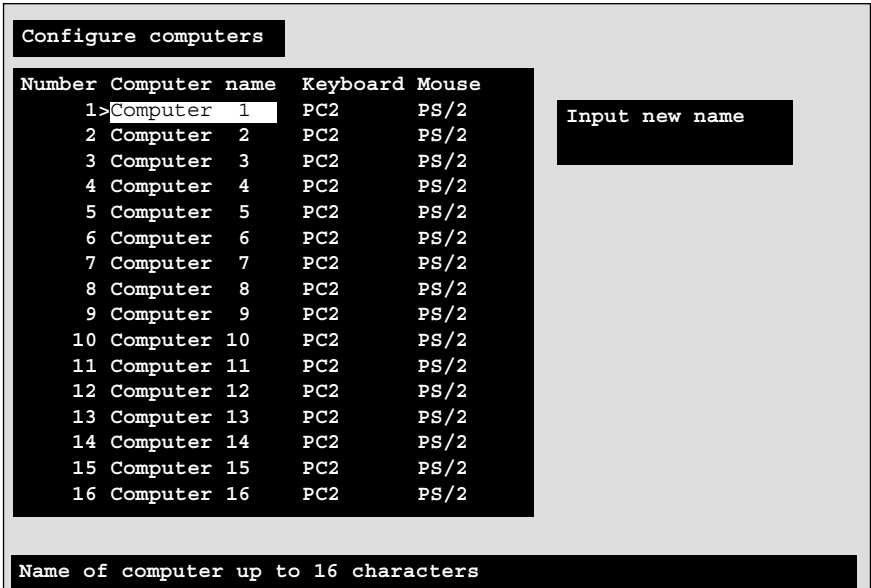 Configure computers
Number Computer name  Keyboard Mouse
1>Computer  1   PC2   PS/2
2 Computer  2   PC2   PS/2
3 Computer  3   PC2   PS/2
4 Computer  4   PC2   PS/2
5 Computer  5   PC2   PS/2
6 Computer  6   PC2   PS/2
7 Computer  7   PC2   PS/2
8 Computer  8   PC2   PS/2
9 Computer  9   PC2   PS/2
10 Computer 10   PC2   PS/2
11 Computer 11   PC2   PS/2
12 Computer 12   PC2   PS/2
13 Computer 13   PC2   PS/2
14 Computer 14   PC2   PS/2
15 Computer 15   PC2   PS/2
16 Computer 16   PC2   PS/2
Input new name
Name of computer up to 16 characters